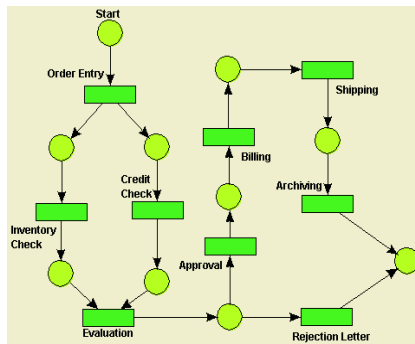 Start
Order Entry
Inventory
Check
Credit
Check
Evaluation
Approval
Billing
Shipping
Archiving
Rejection Letter